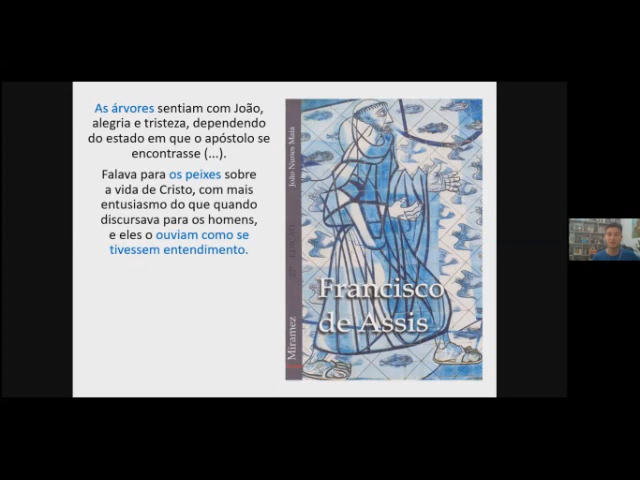 As árvores sentiam com João,
alegria e tristeza, dependendo
do estado em que o apóstolo se
encontrasse (...).
Falava para os peixes sobre
a vida de Cristo, com mais
entusiasmo do que quando
discursava para os homens,
e eles o ouviam como se
tivessem entendimento.
João Nunes Maia
Miramez
Francisco
de Assis